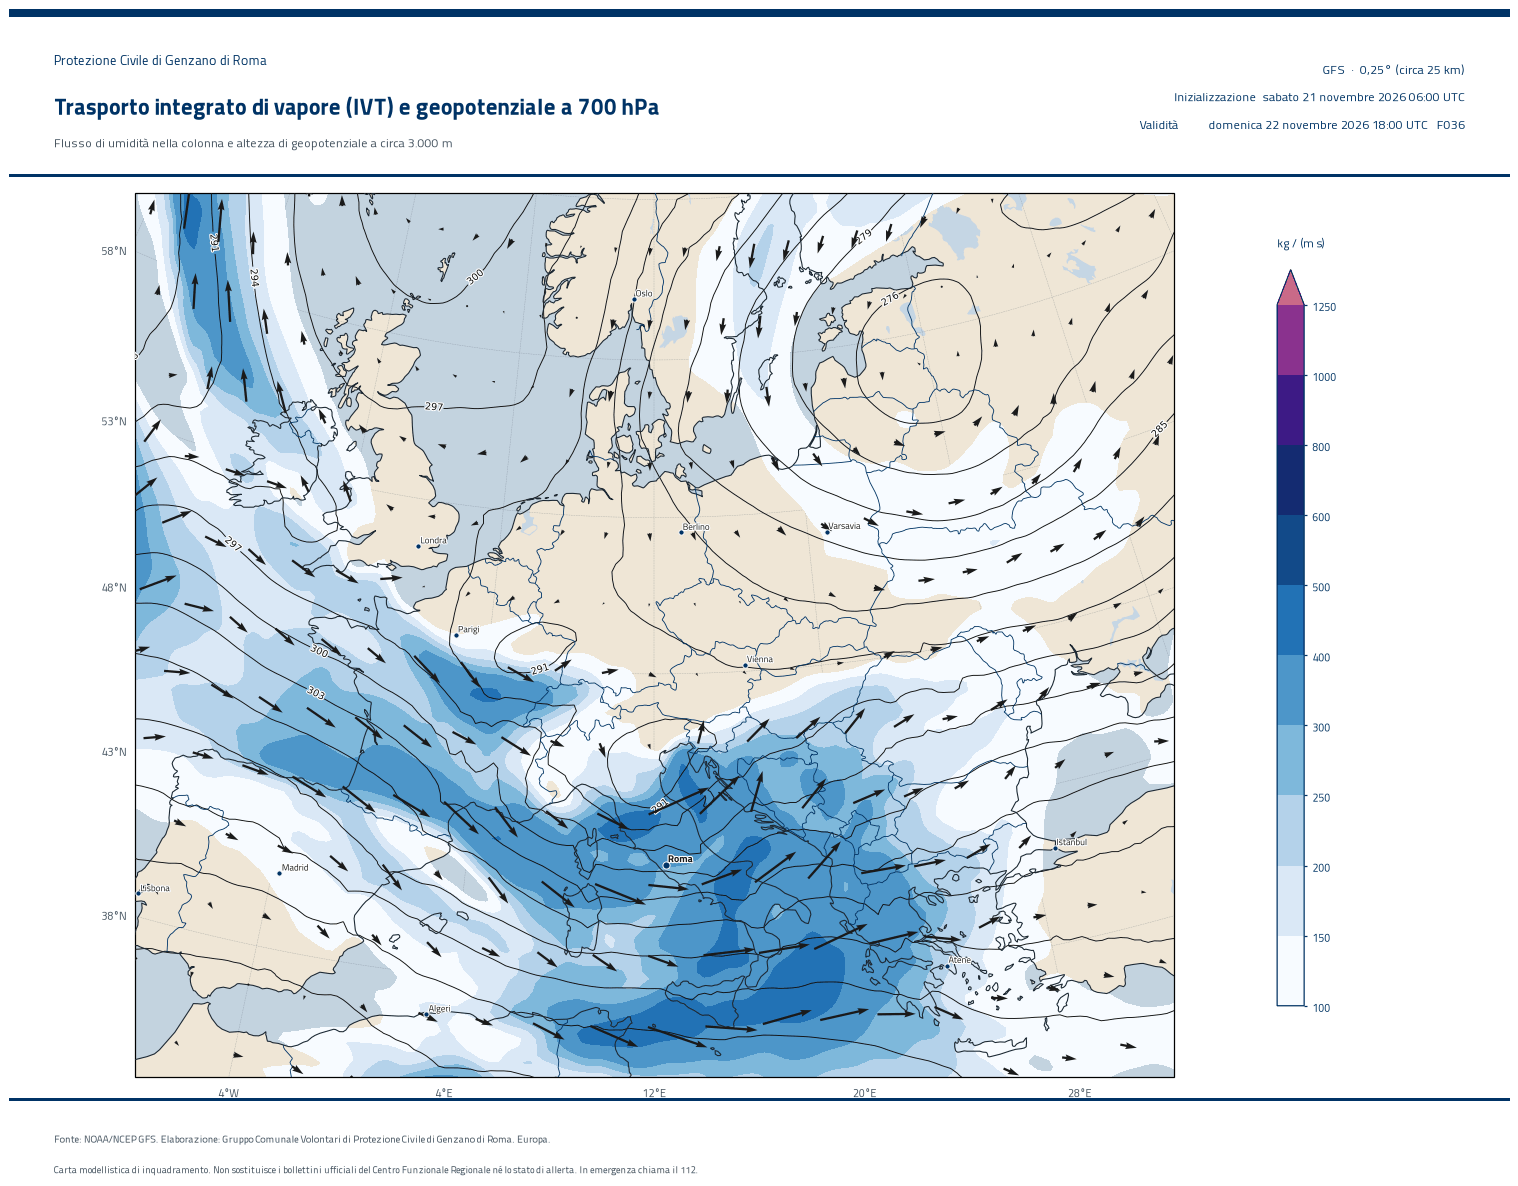 Protezione Civile di Genzano di Roma
Trasporto integrato di vapore (IVT) e geopotenziale a 700 hPa
Flusso di umidità nella colonna e altezza di geopotenziale a circa 3.000 m
GFS · 0,25° (circa 25 km)
Inizializzazione sabato 21 novembre 2026 06:00 UTC
Validità domenica 22 novembre 2026 18:00 UTC F036
58°N
53°N
48°N
43°N
38°N
4°W
4°E
12°E
20°E
28°E
291
294
300
279
276
297
285
297
300
303
291
291
Oslo
Londra
Berlino
Varsavia
Parigi
Vienna
Roma
Madrid
Lisbona
Istanbul
Atene
Algeri
kg / (m s)
1250
1000
800
600
500
400
300
250
200
150
100
Fonte: NOAA/NCEP GFS. Elaborazione: Gruppo Comunale Volontari di Protezione Civile di Genzano di Roma. Europa.
Carta modellistica di inquadramento. Non sostituisce i bollettini ufficiali del Centro Funzionale Regionale né lo stato di allerta. In emergenza chiama il 112.